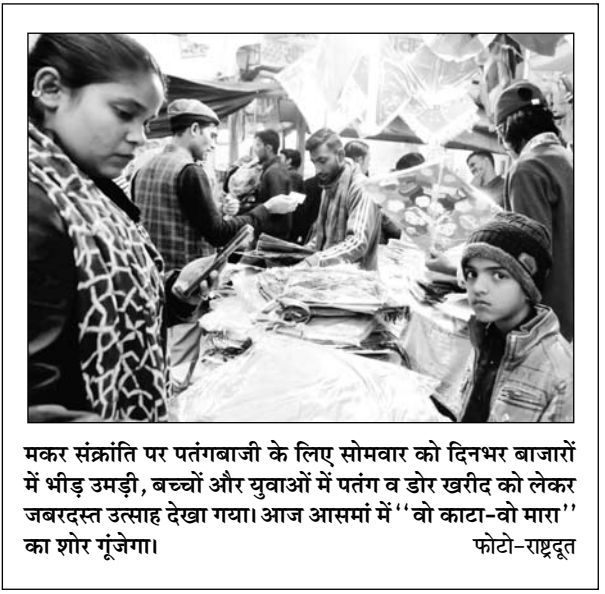 मकर संक्रांति पर पतंगबाजी के लिए सोमवार को दिनभर बाजारों
में भीड़ उमड़ी, बच्चों और युवाओं में पतंग व डोर खरीद को लेकर
जबरदस्त उत्साह देखा गया। आज आसमां में ‘‘वो काटा-वो मारा’’
का शोर गूंजेगा। फोटो-राष्ट्रदूत